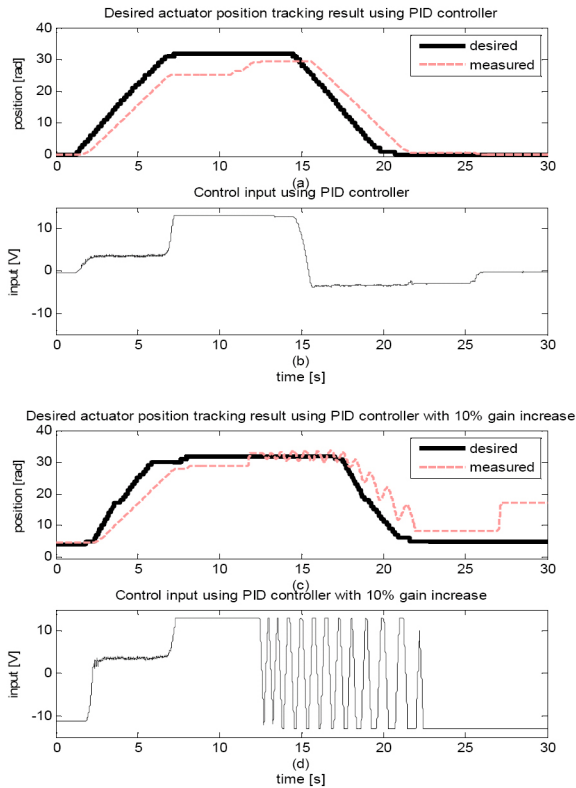 Desired actuator position tracking result using PID controller
40
30
20
10
0
position [rad]
desired
measured
0 5 10 15 20 25 30
(a)
Control input using PID controller
10
0
-10
input [V]
0 5 10 15 20 25 30
(b)
time [s]
Desired actuator position tracking result using PID controller with 10% gain increase
40
30
20
10
0
position [rad]
desired
measured
0 5 10 15 20 25 30
(c)
Control input using PID controller with 10% gain increase
10
0
-10
input [V]
0 5 10 15 20 25 30
(d)
time [s]